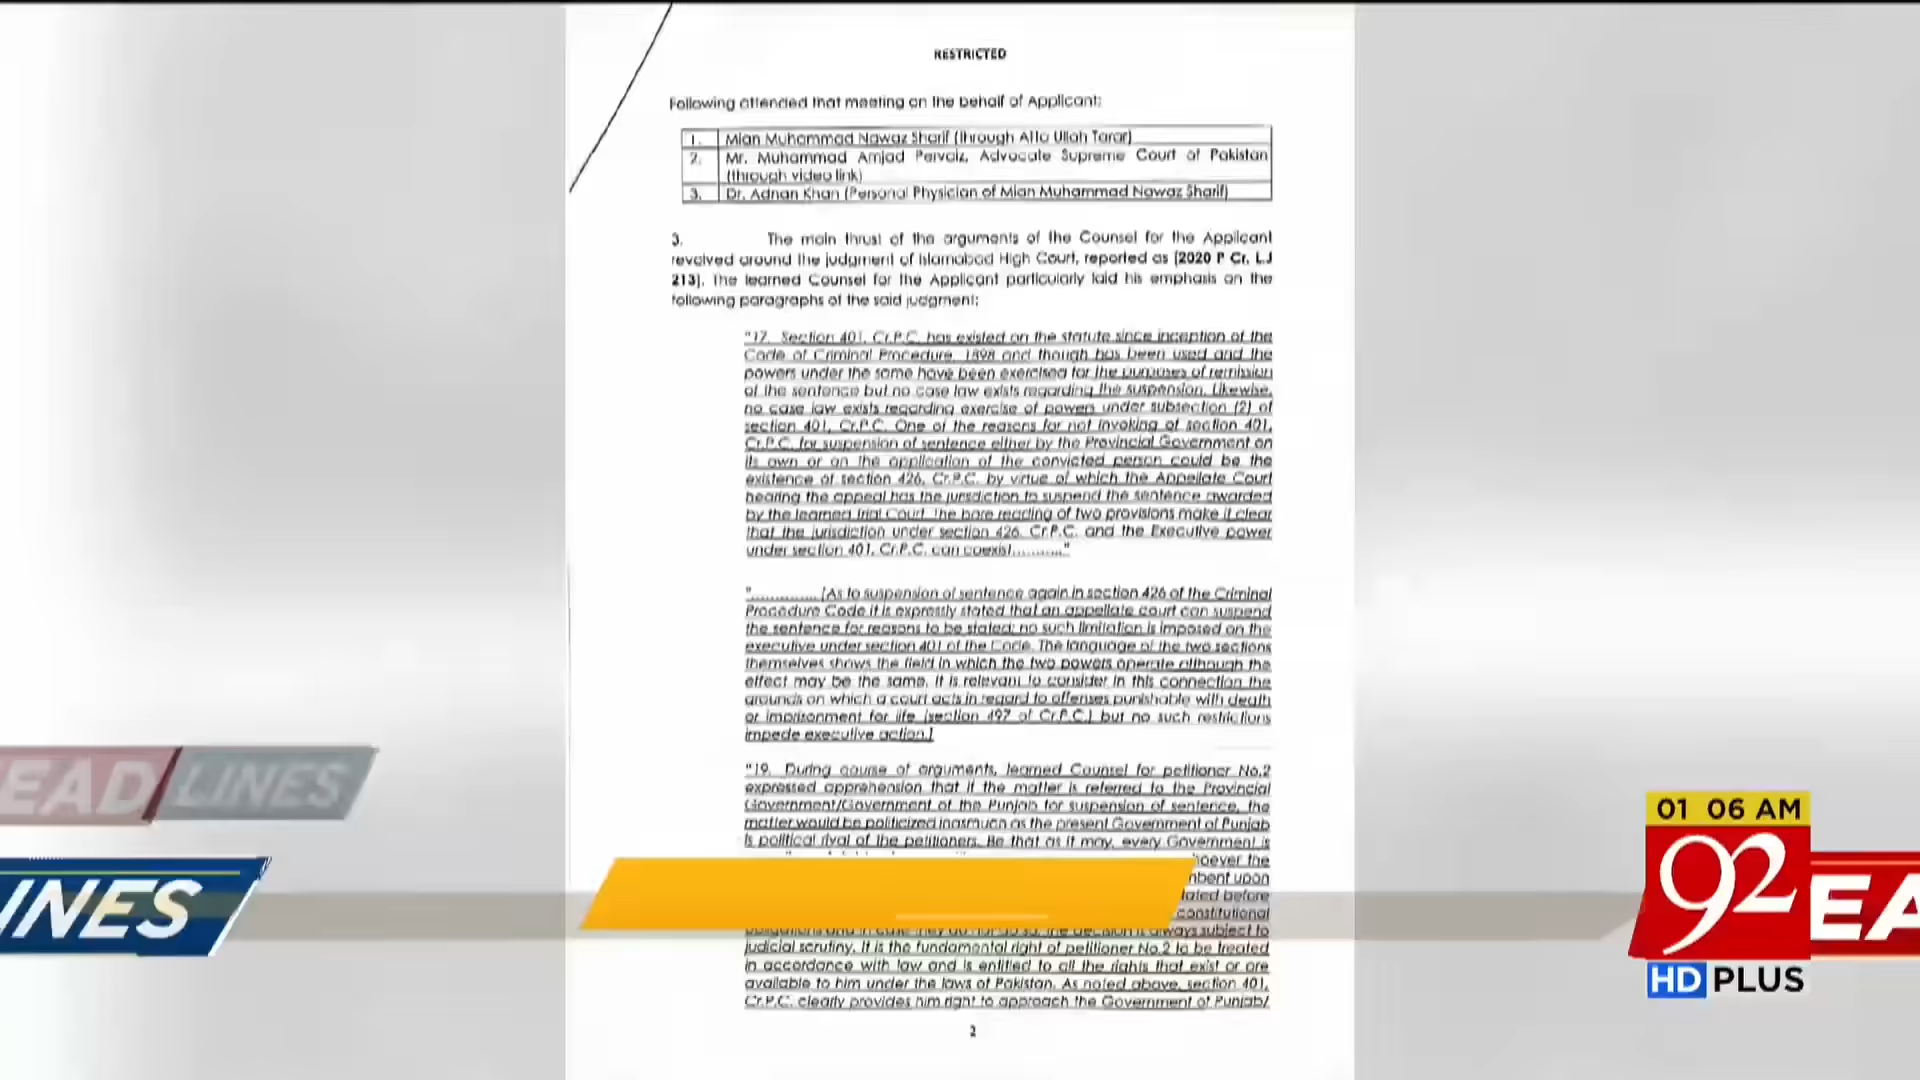 RESTRICTED
Following attended that meeting on the behalf of Applicant:
1. Mian Muhammad Nawaz Sharif (through Atta Ullah Tarar)
2. Mr. Muhammad Amjad Pervaiz, Advocate Supreme Court of Pakistan
(through video link)
3. Dr. Adnan Khan (Personal Physician of Mian Muhammad Nawaz Sharif)
3. The main thrust of the arguments of the Counsel for the Applicant
revolved around the judgment of Islamabad High Court, reported as [2020 P Cr. LJ
213]. The learned Counsel for the Applicant particularly laid his emphasis on the
following paragraphs of the said judgment:
"17. Section 401, Cr.P.C. has existed on the statute since inception of the
Code of Criminal Procedure, 1898 and though has been used and the
powers under the same have been exercised for the purposes of remission
of the sentence but no case law exists regarding the suspension. Likewise,
no case law exists regarding exercise of powers under subsection (2) of
section 401, Cr.P.C. One of the reasons for not invoking of section 401,
Cr.P.C. for suspension of sentence either by the Provincial Government on
its own or on the application of the convicted person could be the
existence of section 426, Cr.P.C. by virtue of which the Appellate Court
hearing the appeal has the jurisdiction to suspend the sentence awarded
by the learned trial Court. The bare reading of two provisions make it clear
that the jurisdiction under section 426, Cr.P.C. and the Executive power
under section 401, Cr.P.C. can coexist..........."
"............. [As to suspension of sentence again in section 426 of the Criminal
Procedure Code it is expressly stated that an appellate court can suspend
the sentence for reasons to be stated; no such limitation is imposed on the
executive under section 401 of the Code. The language of the two sections
themselves shows the field in which the two powers operate although the
effect may be the same. It is relevant to consider in this connection the
grounds on which a court acts in regard to offenses punishable with death
or imprisonment for life [section 497 of Cr.P.C.] but no such restrictions
impede executive action.]
"19. During course of arguments, learned Counsel for petitioner No.2
expressed apprehension that if the matter is referred to the Provincial
Government/Government of the Punjab for suspension of sentence, the
matter would be politicized inasmuch as the present Government of Punjab
is political rival of the petitioners. Be that as it may, every Government is
the
upon
before
constitutional
always subject to
judicial scrutiny. It is the fundamental right of petitioner No.2 to be treated
in accordance with law and is entitled to all the rights that exist or are
available to him under the laws of Pakistan. As noted above, section 401,
Cr.P.C. clearly provides him right to approach the Government of Punjab/
2
EAD LINES
INES
01 06 AM
92
HD PLUS
EA